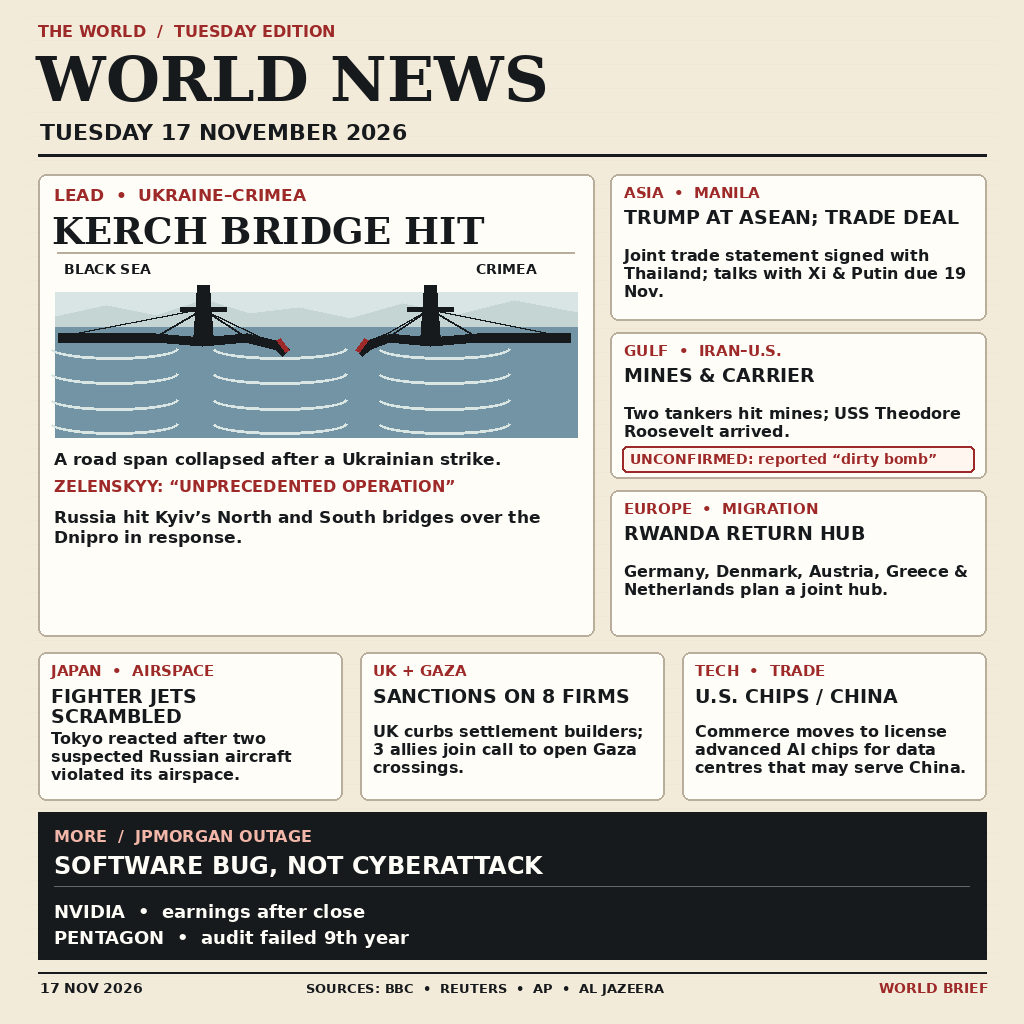 THE WORLD / TUESDAY EDITION
WORLD NEWS
TUESDAY 17 NOVEMBER 2026
LEAD • UKRAINE–CRIMEA
KERCH BRIDGE HIT
BLACK SEA
CRIMEA
A road span collapsed after a Ukrainian strike.
ZELENSKYY: “UNPRECEDENTED OPERATION”
Russia hit Kyiv’s North and South bridges over the
Dnipro in response.
ASIA • MANILA
TRUMP AT ASEAN; TRADE DEAL
Joint trade statement signed with
Thailand; talks with Xi & Putin due 19
Nov.
GULF • IRAN–U.S.
MINES & CARRIER
Two tankers hit mines; USS Theodore
Roosevelt arrived.
UNCONFIRMED: reported “dirty bomb”
EUROPE • MIGRATION
RWANDA RETURN HUB
Germany, Denmark, Austria, Greece &
Netherlands plan a joint hub.
JAPAN • AIRSPACE
FIGHTER JETS
SCRAMBLED
Tokyo reacted after two
suspected Russian aircraft
violated its airspace.
UK + GAZA
SANCTIONS ON 8 FIRMS
UK curbs settlement builders;
3 allies join call to open Gaza
crossings.
TECH • TRADE
U.S. CHIPS / CHINA
Commerce moves to license
advanced AI chips for data
centres that may serve China.
MORE / JPMORGAN OUTAGE
SOFTWARE BUG, NOT CYBERATTACK
NVIDIA • earnings after close
PENTAGON • audit failed 9th year
17 NOV 2026
SOURCES: BBC • REUTERS • AP • AL JAZEERA
WORLD BRIEF